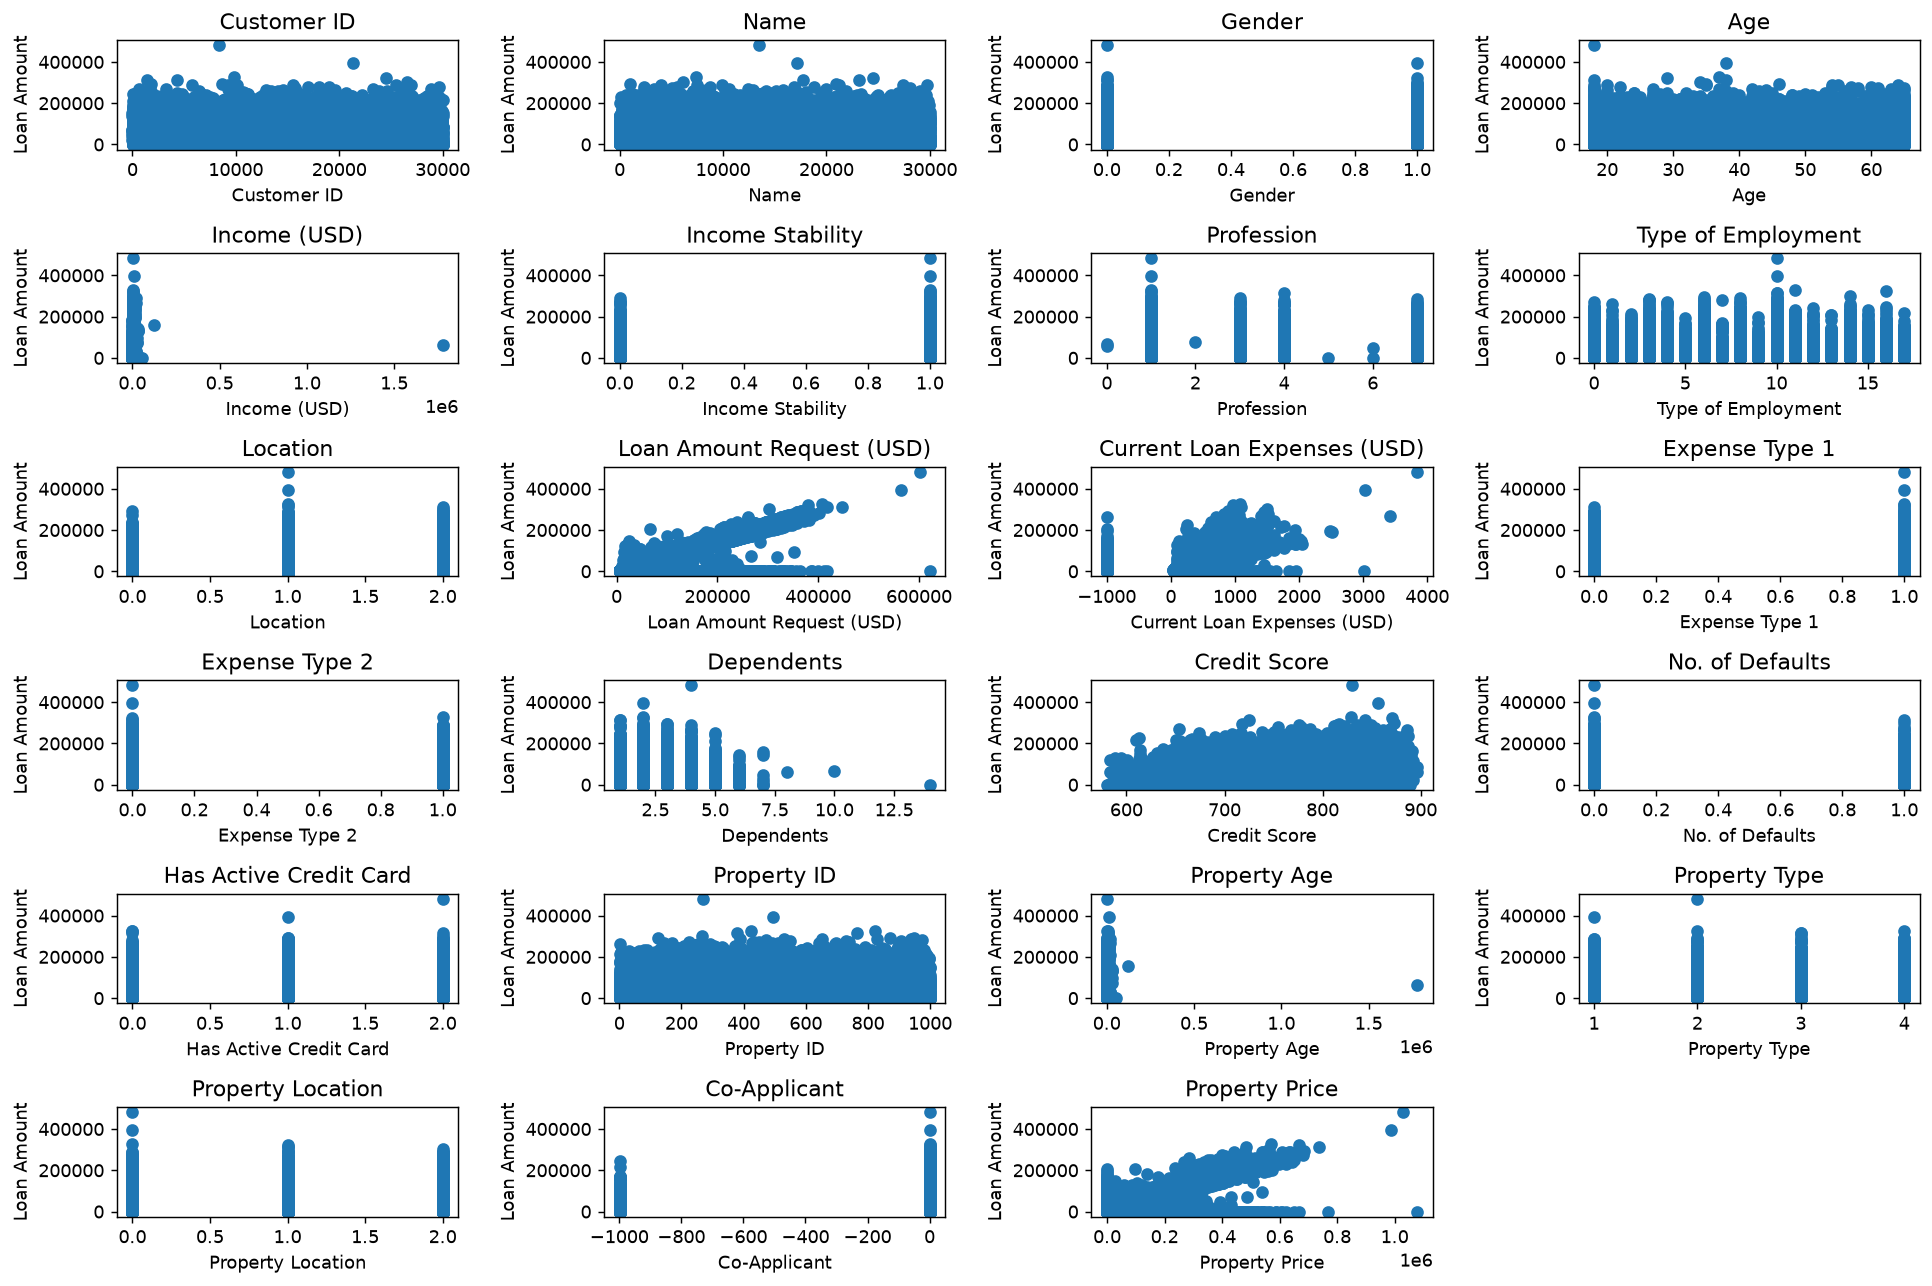 Customer ID
Loan Amount
400000
200000
0
0 10000 20000 30000
Customer ID
Name
Loan Amount
400000
200000
0
0 10000 20000 30000
Name
Gender
Loan Amount
400000
200000
0
0.0 0.2 0.4 0.6 0.8 1.0
Gender
Age
Loan Amount
400000
200000
0
20 30 40 50 60
Age
Income (USD)
Loan Amount
400000
200000
0
0.0 0.5 1.0 1.5
Income (USD) 1e6
Income Stability
Loan Amount
400000
200000
0
0.0 0.2 0.4 0.6 0.8 1.0
Income Stability
Profession
Loan Amount
400000
200000
0
0 2 4 6
Profession
Type of Employment
Loan Amount
400000
200000
0
0 5 10 15
Type of Employment
Location
Loan Amount
400000
200000
0
0.0 0.5 1.0 1.5 2.0
Location
Loan Amount Request (USD)
Loan Amount
400000
200000
0
0 200000 400000 600000
Loan Amount Request (USD)
Current Loan Expenses (USD)
Loan Amount
400000
200000
0
−1000 0 1000 2000 3000 4000
Current Loan Expenses (USD)
Expense Type 1
Loan Amount
400000
200000
0
0.0 0.2 0.4 0.6 0.8 1.0
Expense Type 1
Expense Type 2
Loan Amount
400000
200000
0
0.0 0.2 0.4 0.6 0.8 1.0
Expense Type 2
Dependents
Loan Amount
400000
200000
0
2.5 5.0 7.5 10.0 12.5
Dependents
Credit Score
Loan Amount
400000
200000
0
600 700 800 900
Credit Score
No. of Defaults
Loan Amount
400000
200000
0
0.0 0.2 0.4 0.6 0.8 1.0
No. of Defaults
Has Active Credit Card
Loan Amount
400000
200000
0
0.0 0.5 1.0 1.5 2.0
Has Active Credit Card
Property ID
Loan Amount
400000
200000
0
0 200 400 600 800 1000
Property ID
Property Age
Loan Amount
400000
200000
0
0.0 0.5 1.0 1.5
Property Age 1e6
Property Type
Loan Amount
400000
200000
0
1 2 3 4
Property Type
Property Location
Loan Amount
400000
200000
0
0.0 0.5 1.0 1.5 2.0
Property Location
Co-Applicant
Loan Amount
400000
200000
0
−1000 −800 −600 −400 −200 0
Co-Applicant
Property Price
Loan Amount
400000
200000
0
0.0 0.2 0.4 0.6 0.8 1.0
Property Price 1e6